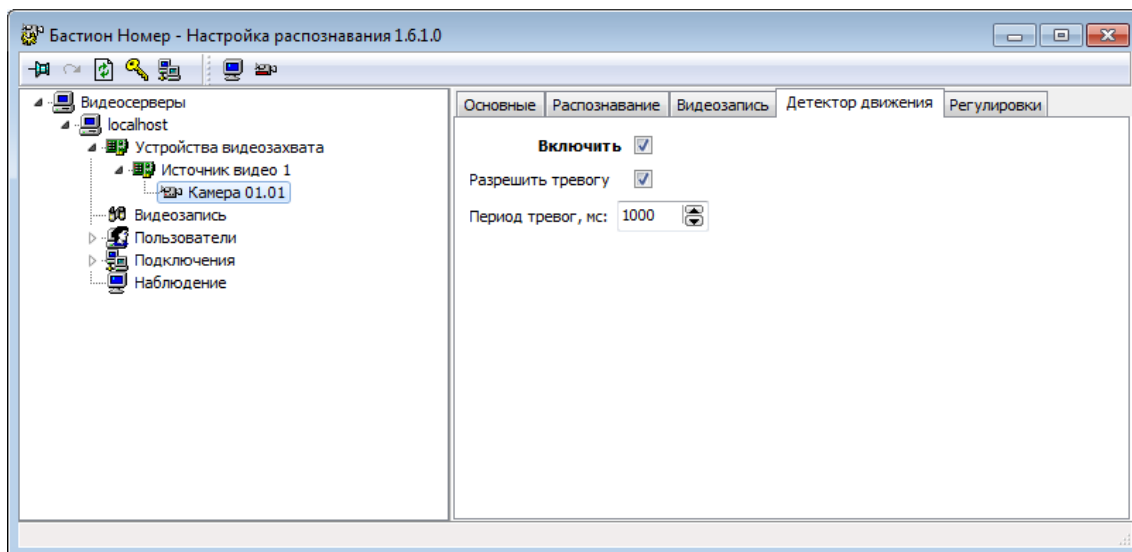 Бастион Номер - Настройка распознавания 1.6.1.0
Видеосерверы
localhost
Устройства видеозахвата
Источник видео 1
Камера 01.01
Видеозапись
Пользователи
Подключения
Наблюдение
Основные Распознавание Видеозапись Детектор движения Регулировки
Включить
Разрешить тревогу
Период тревог, мс: 1000